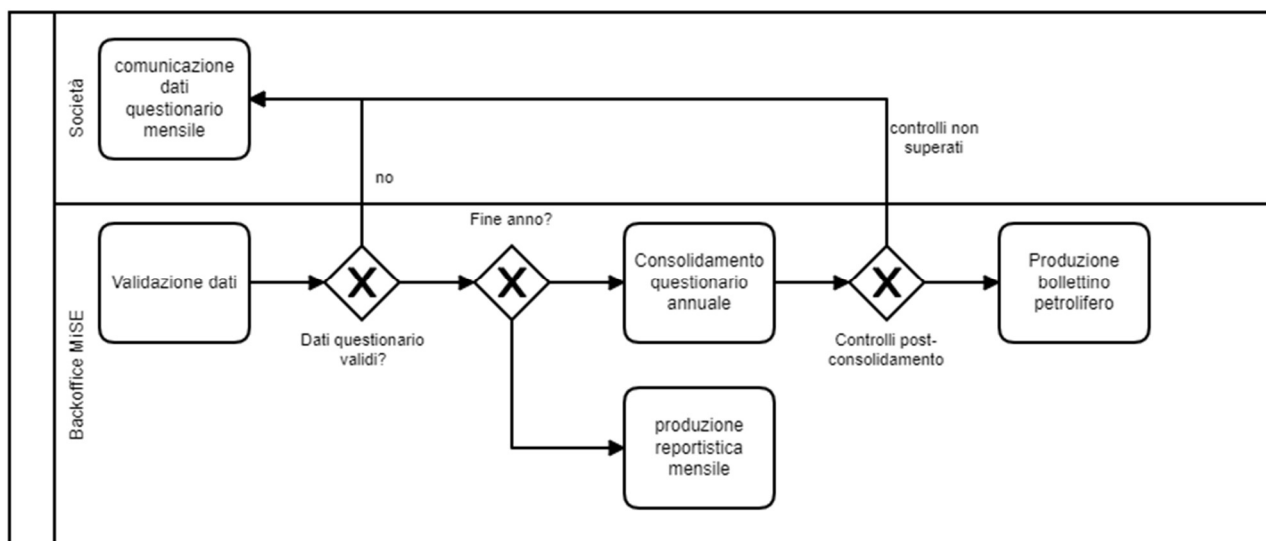 Società
comunicazione
dati
questionario
mensile
controlli non
superati
no
Backoffice MiSE
Fine anno?
Validazione dati
Dati questionario
validi?
Consolidamento
questionario
annuale
Controlli post-
consolidamento
Produzione
bollettino
petrolifero
produzione
reportistica
mensile